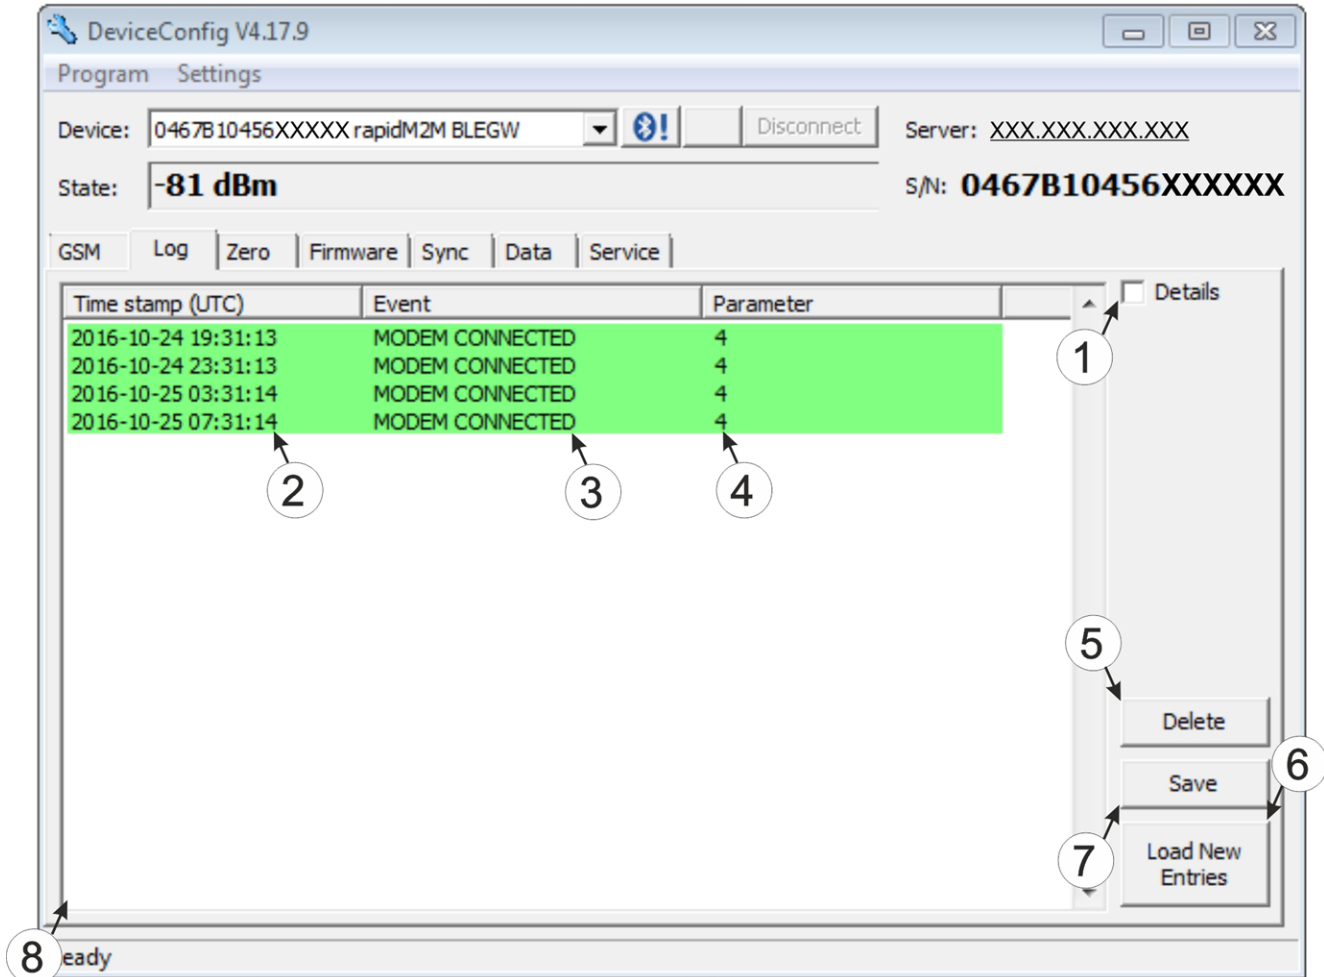 DeviceConfig V4.17.9
Program Settings
Device: 0467B10456XXXXX rapidM2M BLEGW Disconnect Server: XXX.XXX.XXX.XXX
State: -81 dBm S/N: 0467B10456XXXXXX
GSM Log Zero Firmware Sync Data Service
Time stamp (UTC) Event Parameter Details
2016-10-24 19:31:13 MODEM CONNECTED 4
2016-10-24 23:31:13 MODEM CONNECTED 4
2016-10-25 03:31:14 MODEM CONNECTED 4
2016-10-25 07:31:14 MODEM CONNECTED 4
1
2 3 4
5
Delete
6
Save
7
Load New
Entries
8 eady